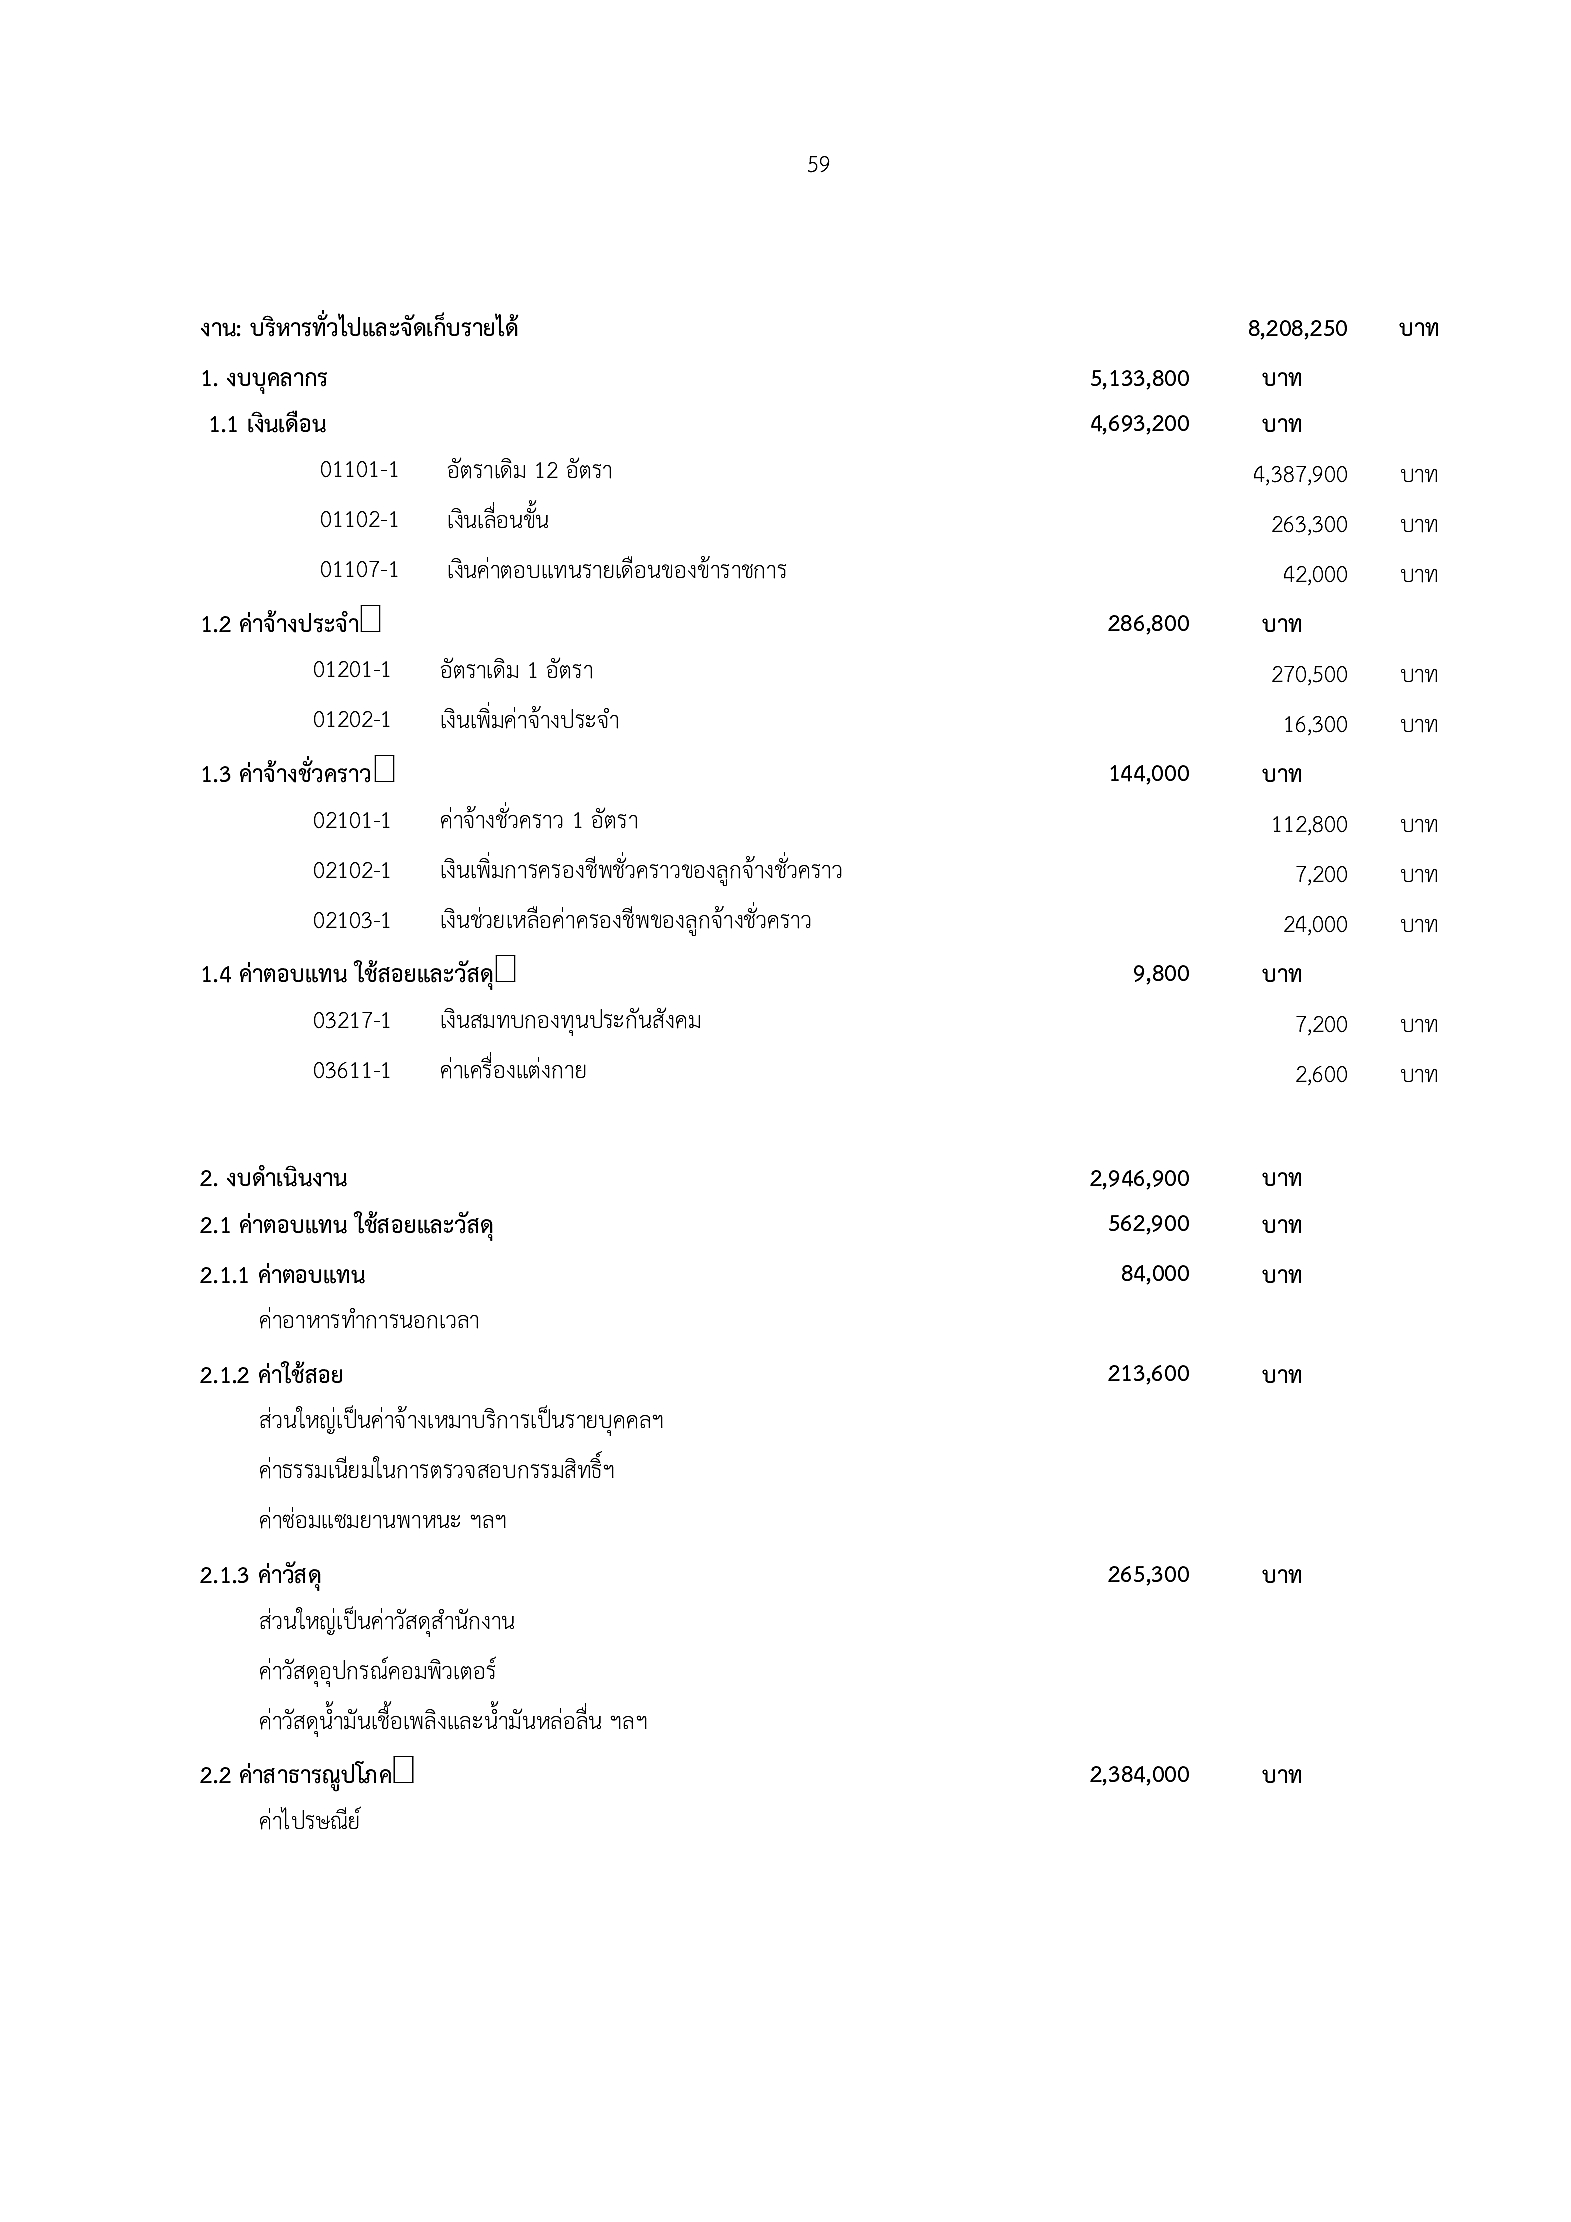 59
งาน: บริหารทั่วไปและจัดเก็บรายได้ 8,208,250 บาท
1. งบบุคลากร 5,133,800 บาท
1.1 เงินเดือน 4,693,200 บาท
01101-1 อัตราเดิม 12 อัตรา 4,387,900 บาท
01102-1 เงินเลื่อนขั้น 263,300 บาท
01107-1 เงินค่าตอบแทนรายเดือนของข้าราชการ 42,000 บาท
1.2 ค่าจ้างประจำ 286,800 บาท
01201-1 อัตราเดิม 1 อัตรา 270,500 บาท
01202-1 เงินเพิ่มค่าจ้างประจำ 16,300 บาท
1.3 ค่าจ้างชั่วคราว 144,000 บาท
02101-1 ค่าจ้างชั่วคราว 1 อัตรา 112,800 บาท
02102-1 เงินเพิ่มการครองชีพชั่วคราวของลูกจ้างชั่วคราว 7,200 บาท
02103-1 เงินช่วยเหลือค่าครองชีพของลูกจ้างชั่วคราว 24,000 บาท
1.4 ค่าตอบแทน ใช้สอยและวัสดุ 9,800 บาท
03217-1 เงินสมทบกองทุนประกันสังคม 7,200 บาท
03611-1 ค่าเครื่องแต่งกาย 2,600 บาท
2. งบดำเนินงาน 2,946,900 บาท
2.1 ค่าตอบแทน ใช้สอยและวัสดุ 562,900 บาท
2.1.1 ค่าตอบแทน 84,000 บาท
ค่าอาหารทำการนอกเวลา
2.1.2 ค่าใช้สอย 213,600 บาท
ส่วนใหญ่เป็นค่าจ้างเหมาบริการเป็นรายบุคคลฯ
ค่าธรรมเนียมในการตรวจสอบกรรมสิทธิ์ฯ
ค่าซ่อมแซมยานพาหนะ ฯลฯ
2.1.3 ค่าวัสดุ 265,300 บาท
ส่วนใหญ่เป็นค่าวัสดุสำนักงาน
ค่าวัสดุอุปกรณ์คอมพิวเตอร์
ค่าวัสดุน้ำมันเชื้อเพลิงและน้ำมันหล่อลื่น ฯลฯ
2.2 ค่าสาธารณูปโภค 2,384,000 บาท
ค่าไปรษณีย์